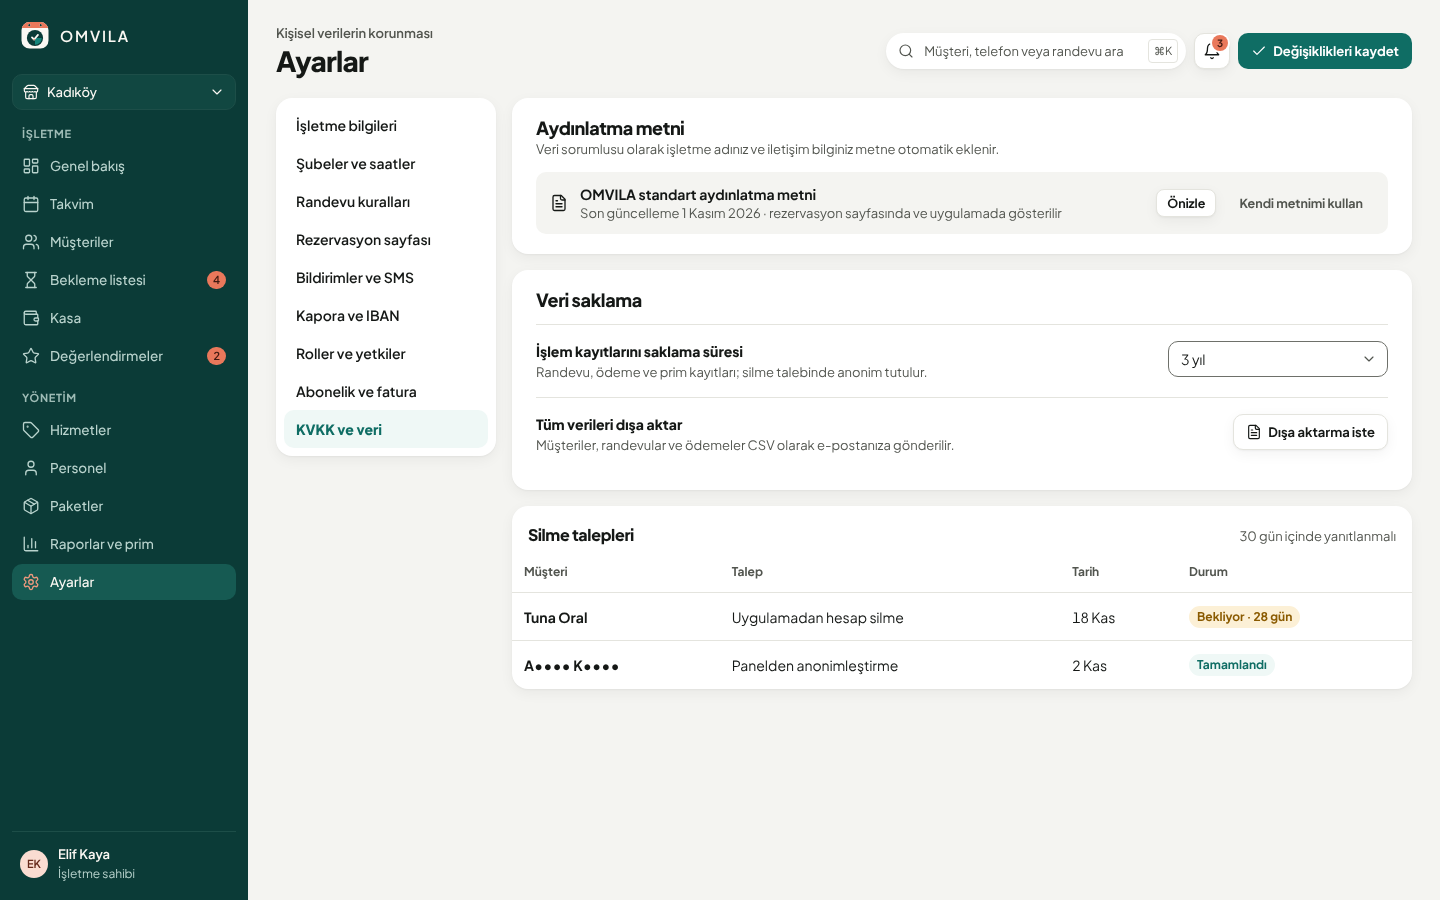 OMVILA
Kadıköy
İŞLETME
Genel bakış
Takvim
Müşteriler
Bekleme listesi 4
Kasa
Değerlendirmeler 2
YÖNETİM
Hizmetler
Personel
Paketler
Raporlar ve prim
Ayarlar
EK
Elif Kaya
İşletme sahibi
Kişisel verilerin korunması
Ayarlar
Müşteri, telefon veya randevu ara ⌘K
3
Değişiklikleri kaydet
İşletme bilgileri
Şubeler ve saatler
Randevu kuralları
Rezervasyon sayfası
Bildirimler ve SMS
Kapora ve IBAN
Roller ve yetkiler
Abonelik ve fatura
KVKK ve veri
Aydınlatma metni
Veri sorumlusu olarak işletme adınız ve iletişim bilginiz metne otomatik eklenir.
OMVILA standart aydınlatma metni
Son güncelleme 1 Kasım 2026 · rezervasyon sayfasında ve uygulamada gösterilir
Önizle
Kendi metnimi kullan
Veri saklama
İşlem kayıtlarını saklama süresi
Randevu, ödeme ve prim kayıtları; silme talebinde anonim tutulur.
3 yıl
Tüm verileri dışa aktar
Müşteriler, randevular ve ödemeler CSV olarak e-postanıza gönderilir.
Dışa aktarma iste
Silme talepleri
30 gün içinde yanıtlanmalı
Müşteri Talep Tarih Durum
Tuna Oral Uygulamadan hesap silme 18 Kas Bekliyor · 28 gün
A•••• K•••• Panelden anonimleştirme 2 Kas Tamamlandı